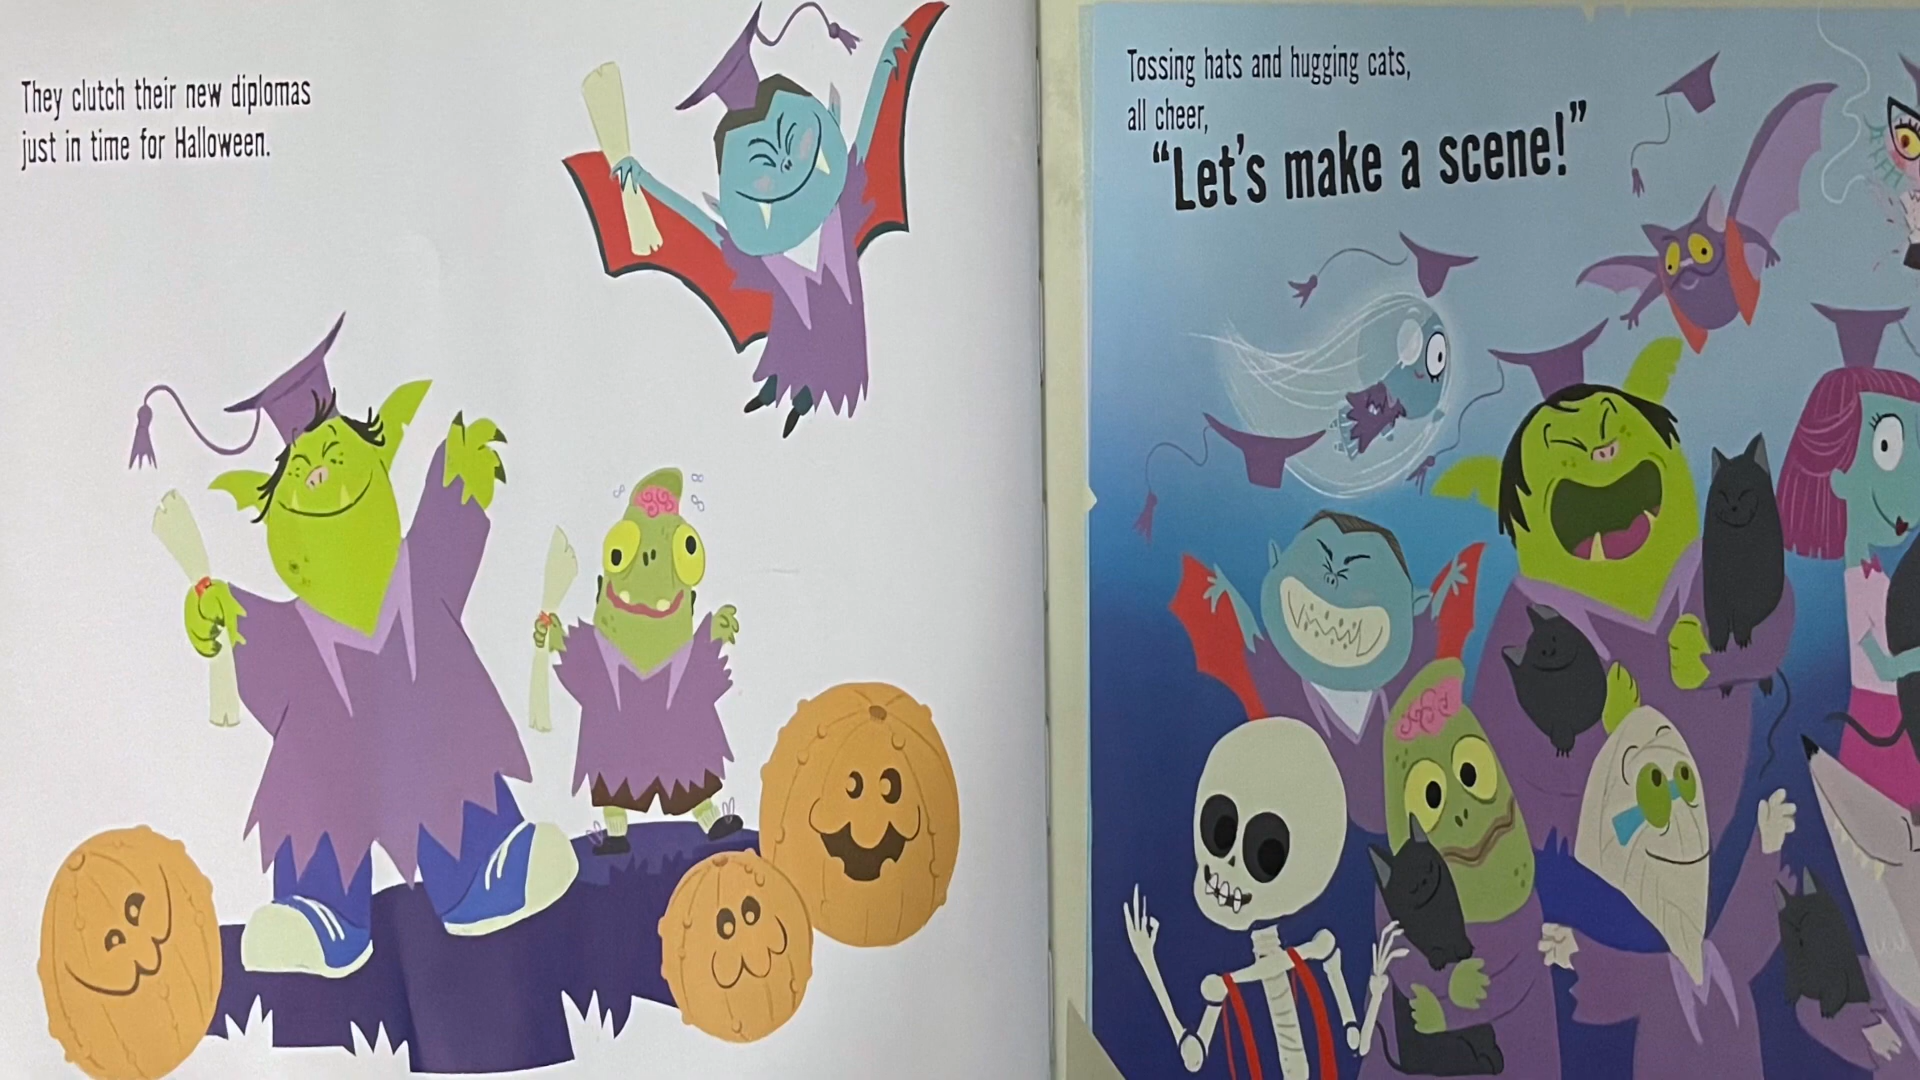 They clutch their new diplomas
just in time for Halloween.
Tossing hats and hugging cats,
all cheer,
“Let’s make a scene!”